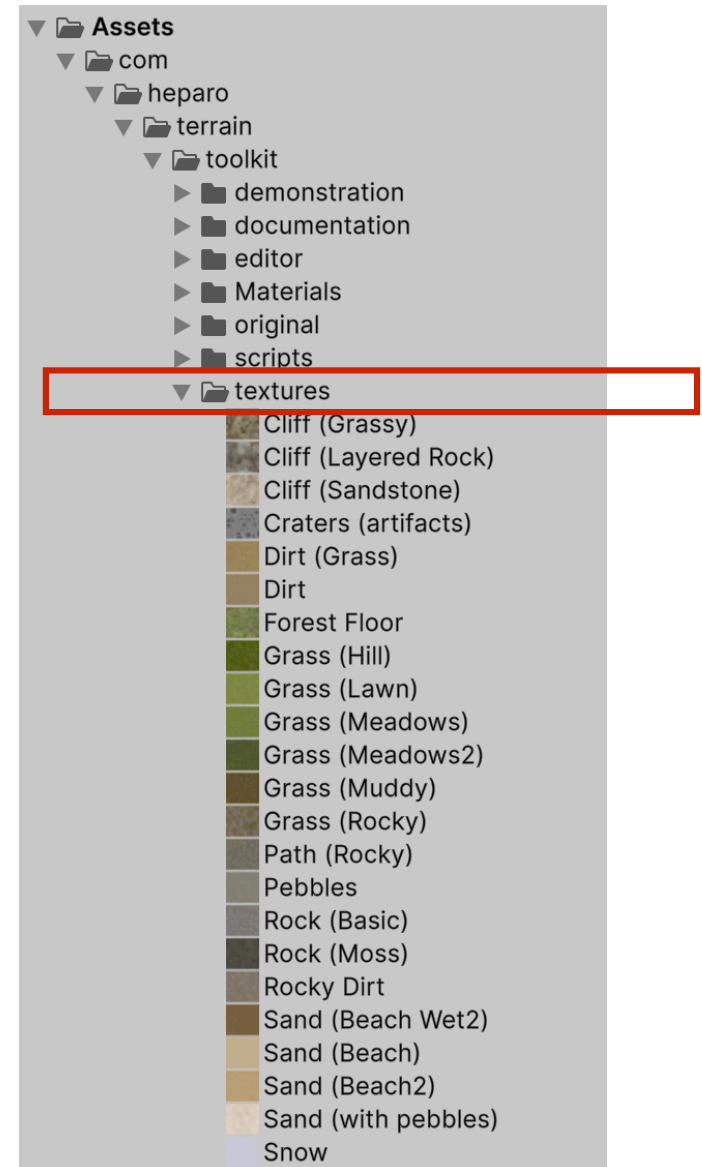 Assets
com
heparo
terrain
toolkit
demonstration
documentation
editor
Materials
original
scripts
textures
Cliff (Grassy)
Cliff (Layered Rock)
Cliff (Sandstone)
Craters (artifacts)
Dirt (Grass)
Dirt
Forest Floor
Grass (Hill)
Grass (Lawn)
Grass (Meadows)
Grass (Meadows2)
Grass (Muddy)
Grass (Rocky)
Path (Rocky)
Pebbles
Rock (Basic)
Rock (Moss)
Rocky Dirt
Sand (Beach Wet2)
Sand (Beach)
Sand (Beach2)
Sand (with pebbles)
Snow